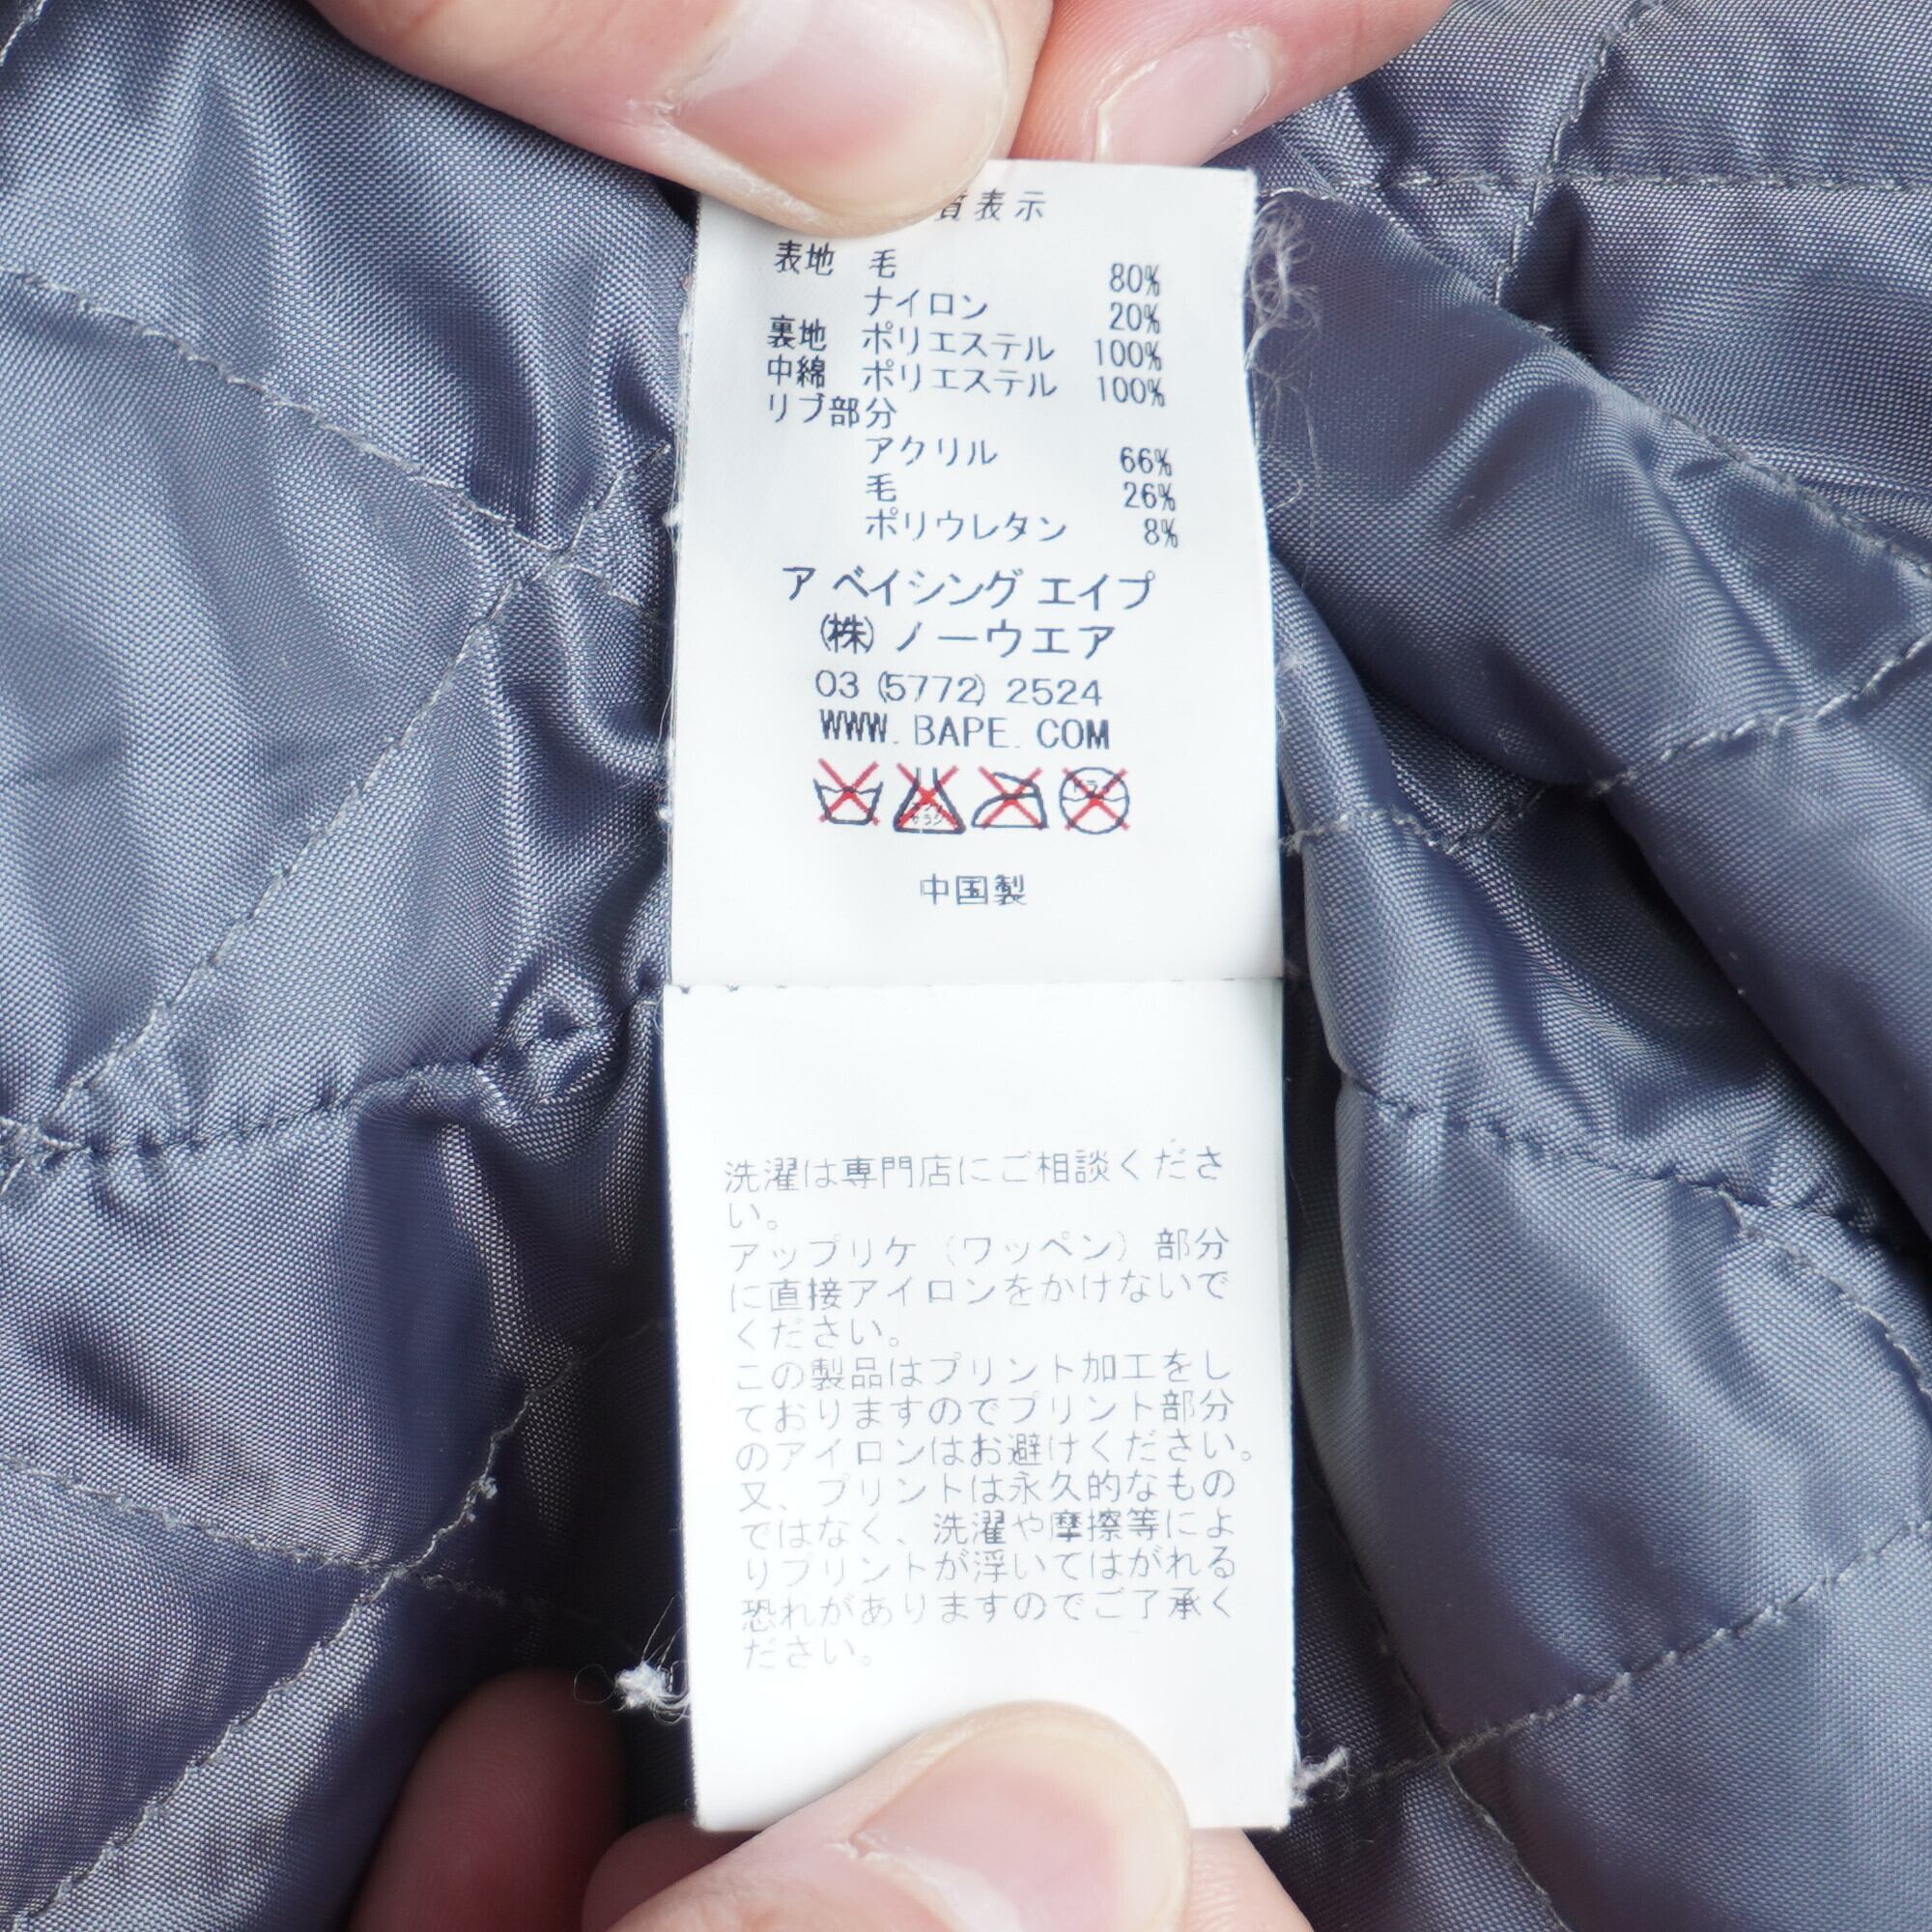 質表示
表地 毛 80%
ナイロン 20%
裏地 ポリエステル 100%
中綿 ポリエステル 100%
リブ部分
アクリル 66%
毛 26%
ポリウレタン 8%
ア ベイシング エイプ
(株) ノーウエア
03 (5772) 2524
WWW. BAPE. COM
中国製
洗濯は専門店にご相談くださ
い。
アップリケ（ワッペン）部分
に直接アイロンをかけないで
ください。
この製品はプリント加工をし
ておりますのでプリント部分
のアイロンはお避けください。
又、プリントは永久的なもの
ではなく、洗濯や摩擦等によ
りプリントが浮いてはがれる
恐れがありますのでご了承く
ださい。